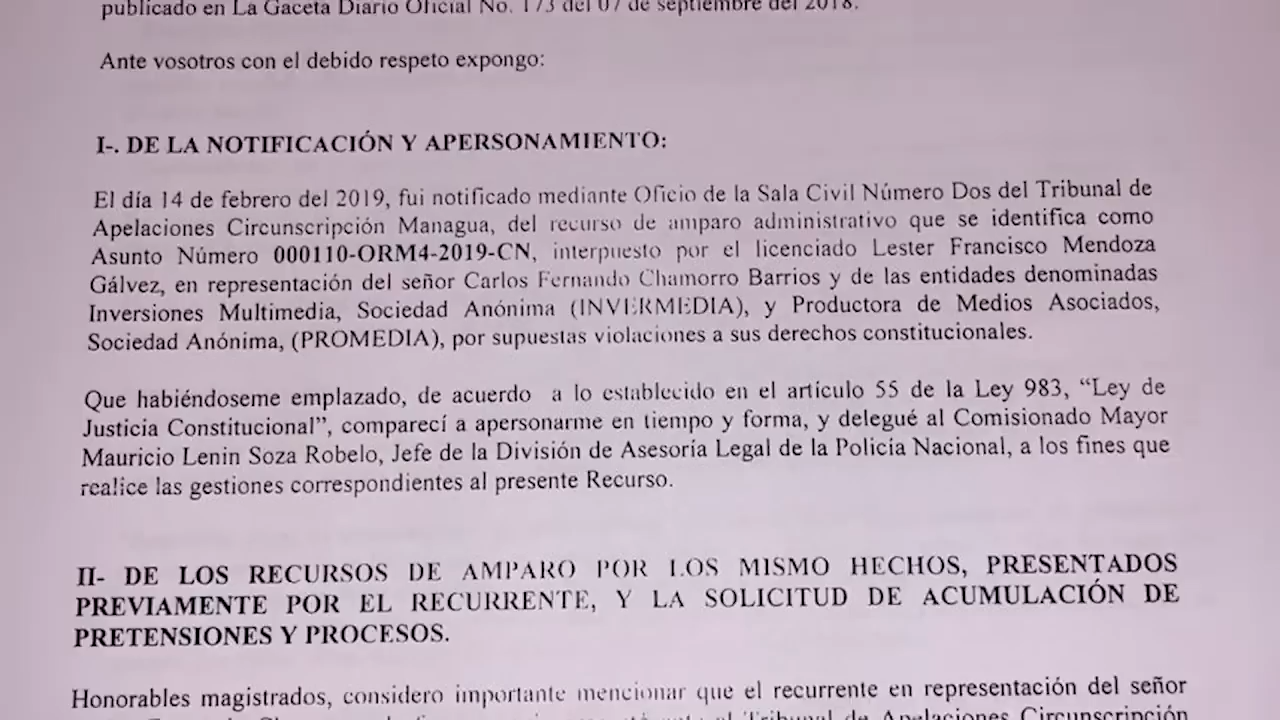 publicado en La Gaceta Diario Oficial No. 173 del 07 de septiembre del 2018.
Ante vosotros con el debido respeto expongo:
I-. DE LA NOTIFICACIÓN Y APERSONAMIENTO:
El día 14 de febrero del 2019, fui notificado mediante Oficio de la Sala Civil Número Dos del Tribunal de
Apelaciones Circunscripción Managua, del recurso de amparo administrativo que se identifica como
Asunto Número 000110-ORM4-2019-CN, interpuesto por el licenciado Lester Francisco Mendoza
Gálvez, en representación del señor Carlos Fernando Chamorro Barrios y de las entidades denominadas
Inversiones Multimedia, Sociedad Anónima (INVERMEDIA), y Productora de Medios Asociados,
Sociedad Anónima, (PROMEDIA), por supuestas violaciones a sus derechos constitucionales.
Que habiéndoseme emplazado, de acuerdo a lo establecido en el artículo 55 de la Ley 983, “Ley de
Justicia Constitucional”, comparecí a apersonarme en tiempo y forma, y delegué al Comisionado Mayor
Mauricio Lenin Soza Robelo, Jefe de la División de Asesoría Legal de la Policía Nacional, a los fines que
realice las gestiones correspondientes al presente Recurso.
II- DE LOS RECURSOS DE AMPARO POR LOS MISMO HECHOS, PRESENTADOS
PREVIAMENTE POR EL RECURRENTE, Y LA SOLICITUD DE ACUMULACIÓN DE
PRETENSIONES Y PROCESOS.
Honorables magistrados, considero importante mencionar que el recurrente en representación del señor
Tribunal de Apelaciones Circunscripción